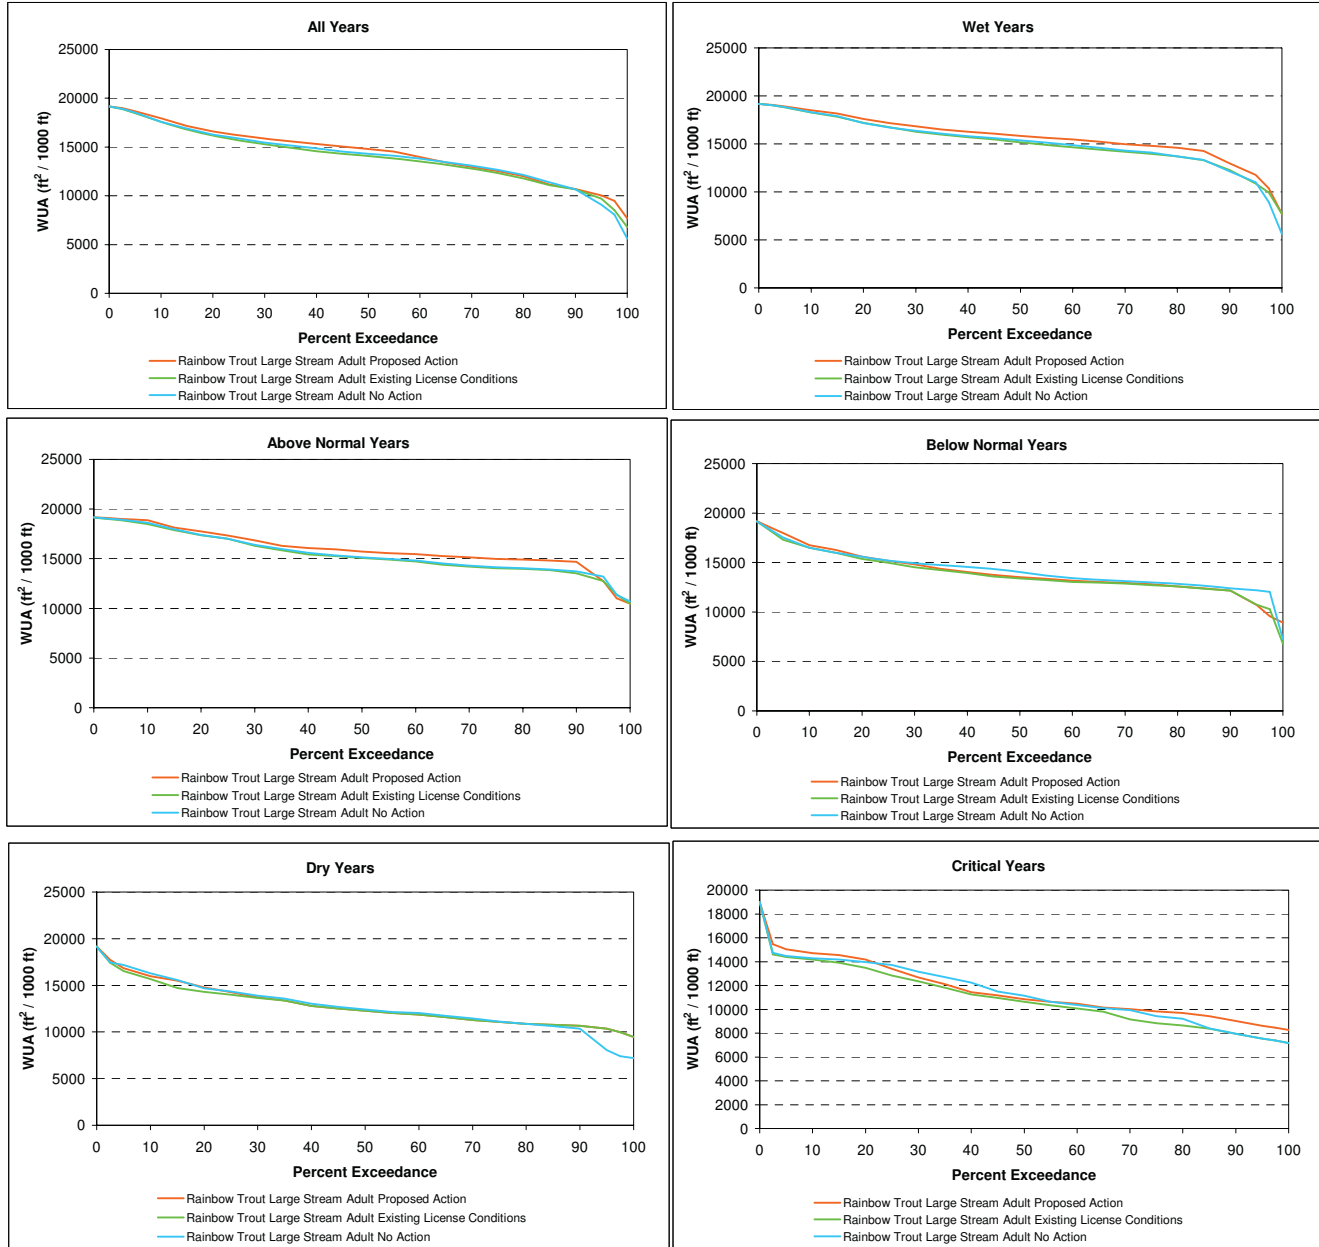 All Years
25000
20000
15000
10000
5000
0
WUA (ft² / 1000 ft)
0 10 20 30 40 50 60 70 80 90 100
Percent Exceedance
Rainbow Trout Large Stream Adult Proposed Action
Rainbow Trout Large Stream Adult Existing License Conditions
Rainbow Trout Large Stream Adult No Action
Wet Years
25000
20000
15000
10000
5000
0
WUA (ft² / 1000 ft)
0 10 20 30 40 50 60 70 80 90 100
Percent Exceedance
Rainbow Trout Large Stream Adult Proposed Action
Rainbow Trout Large Stream Adult Existing License Conditions
Rainbow Trout Large Stream Adult No Action
Above Normal Years
25000
20000
15000
10000
5000
0
WUA (ft² / 1000 ft)
0 10 20 30 40 50 60 70 80 90 100
Percent Exceedance
Rainbow Trout Large Stream Adult Proposed Action
Rainbow Trout Large Stream Adult Existing License Conditions
Rainbow Trout Large Stream Adult No Action
Below Normal Years
25000
20000
15000
10000
5000
0
WUA (ft² / 1000 ft)
0 10 20 30 40 50 60 70 80 90 100
Percent Exceedance
Rainbow Trout Large Stream Adult Proposed Action
Rainbow Trout Large Stream Adult Existing License Conditions
Rainbow Trout Large Stream Adult No Action
Dry Years
25000
20000
15000
10000
5000
0
WUA (ft² / 1000 ft)
0 10 20 30 40 50 60 70 80 90 100
Percent Exceedance
Rainbow Trout Large Stream Adult Proposed Action
Rainbow Trout Large Stream Adult Existing License Conditions
Rainbow Trout Large Stream Adult No Action
Critical Years
20000
18000
16000
14000
12000
10000
8000
6000
4000
2000
0
WUA (ft² / 1000 ft)
0 10 20 30 40 50 60 70 80 90 100
Percent Exceedance
Rainbow Trout Large Stream Adult Proposed Action
Rainbow Trout Large Stream Adult Existing License Conditions
Rainbow Trout Large Stream Adult No Action